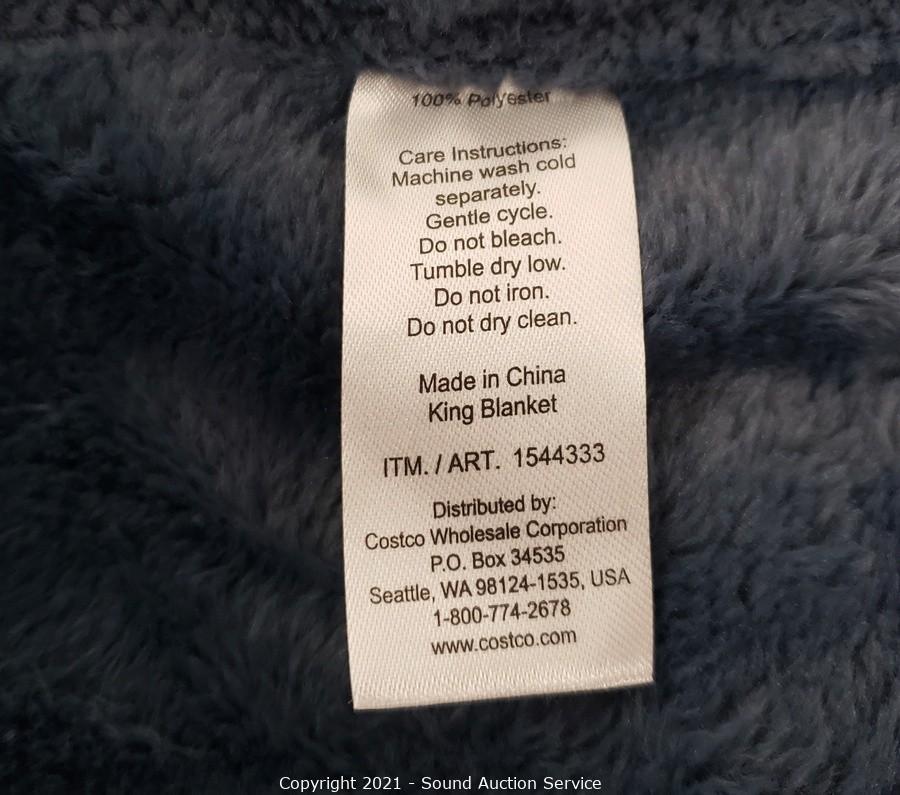 100% Polyester
Care Instructions:
Machine wash cold
separately.
Gentle cycle.
Do not bleach.
Tumble dry low.
Do not iron.
Do not dry clean.
Made in China
King Blanket
ITM. / ART. 1544333
Distributed by:
Costco Wholesale Corporation
P.O. Box 34535
Seattle, WA 98124-1535, USA
1-800-774-2678
www.costco.com
Copyright 2021 - Sound Auction Service